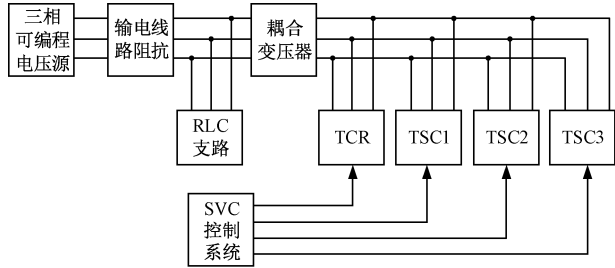 三相
可编程
电压源
输电线
路阻抗
耦合
变压器
RLC
支路
TCR
TSC1
TSC2
TSC3
SVC
控制
系统